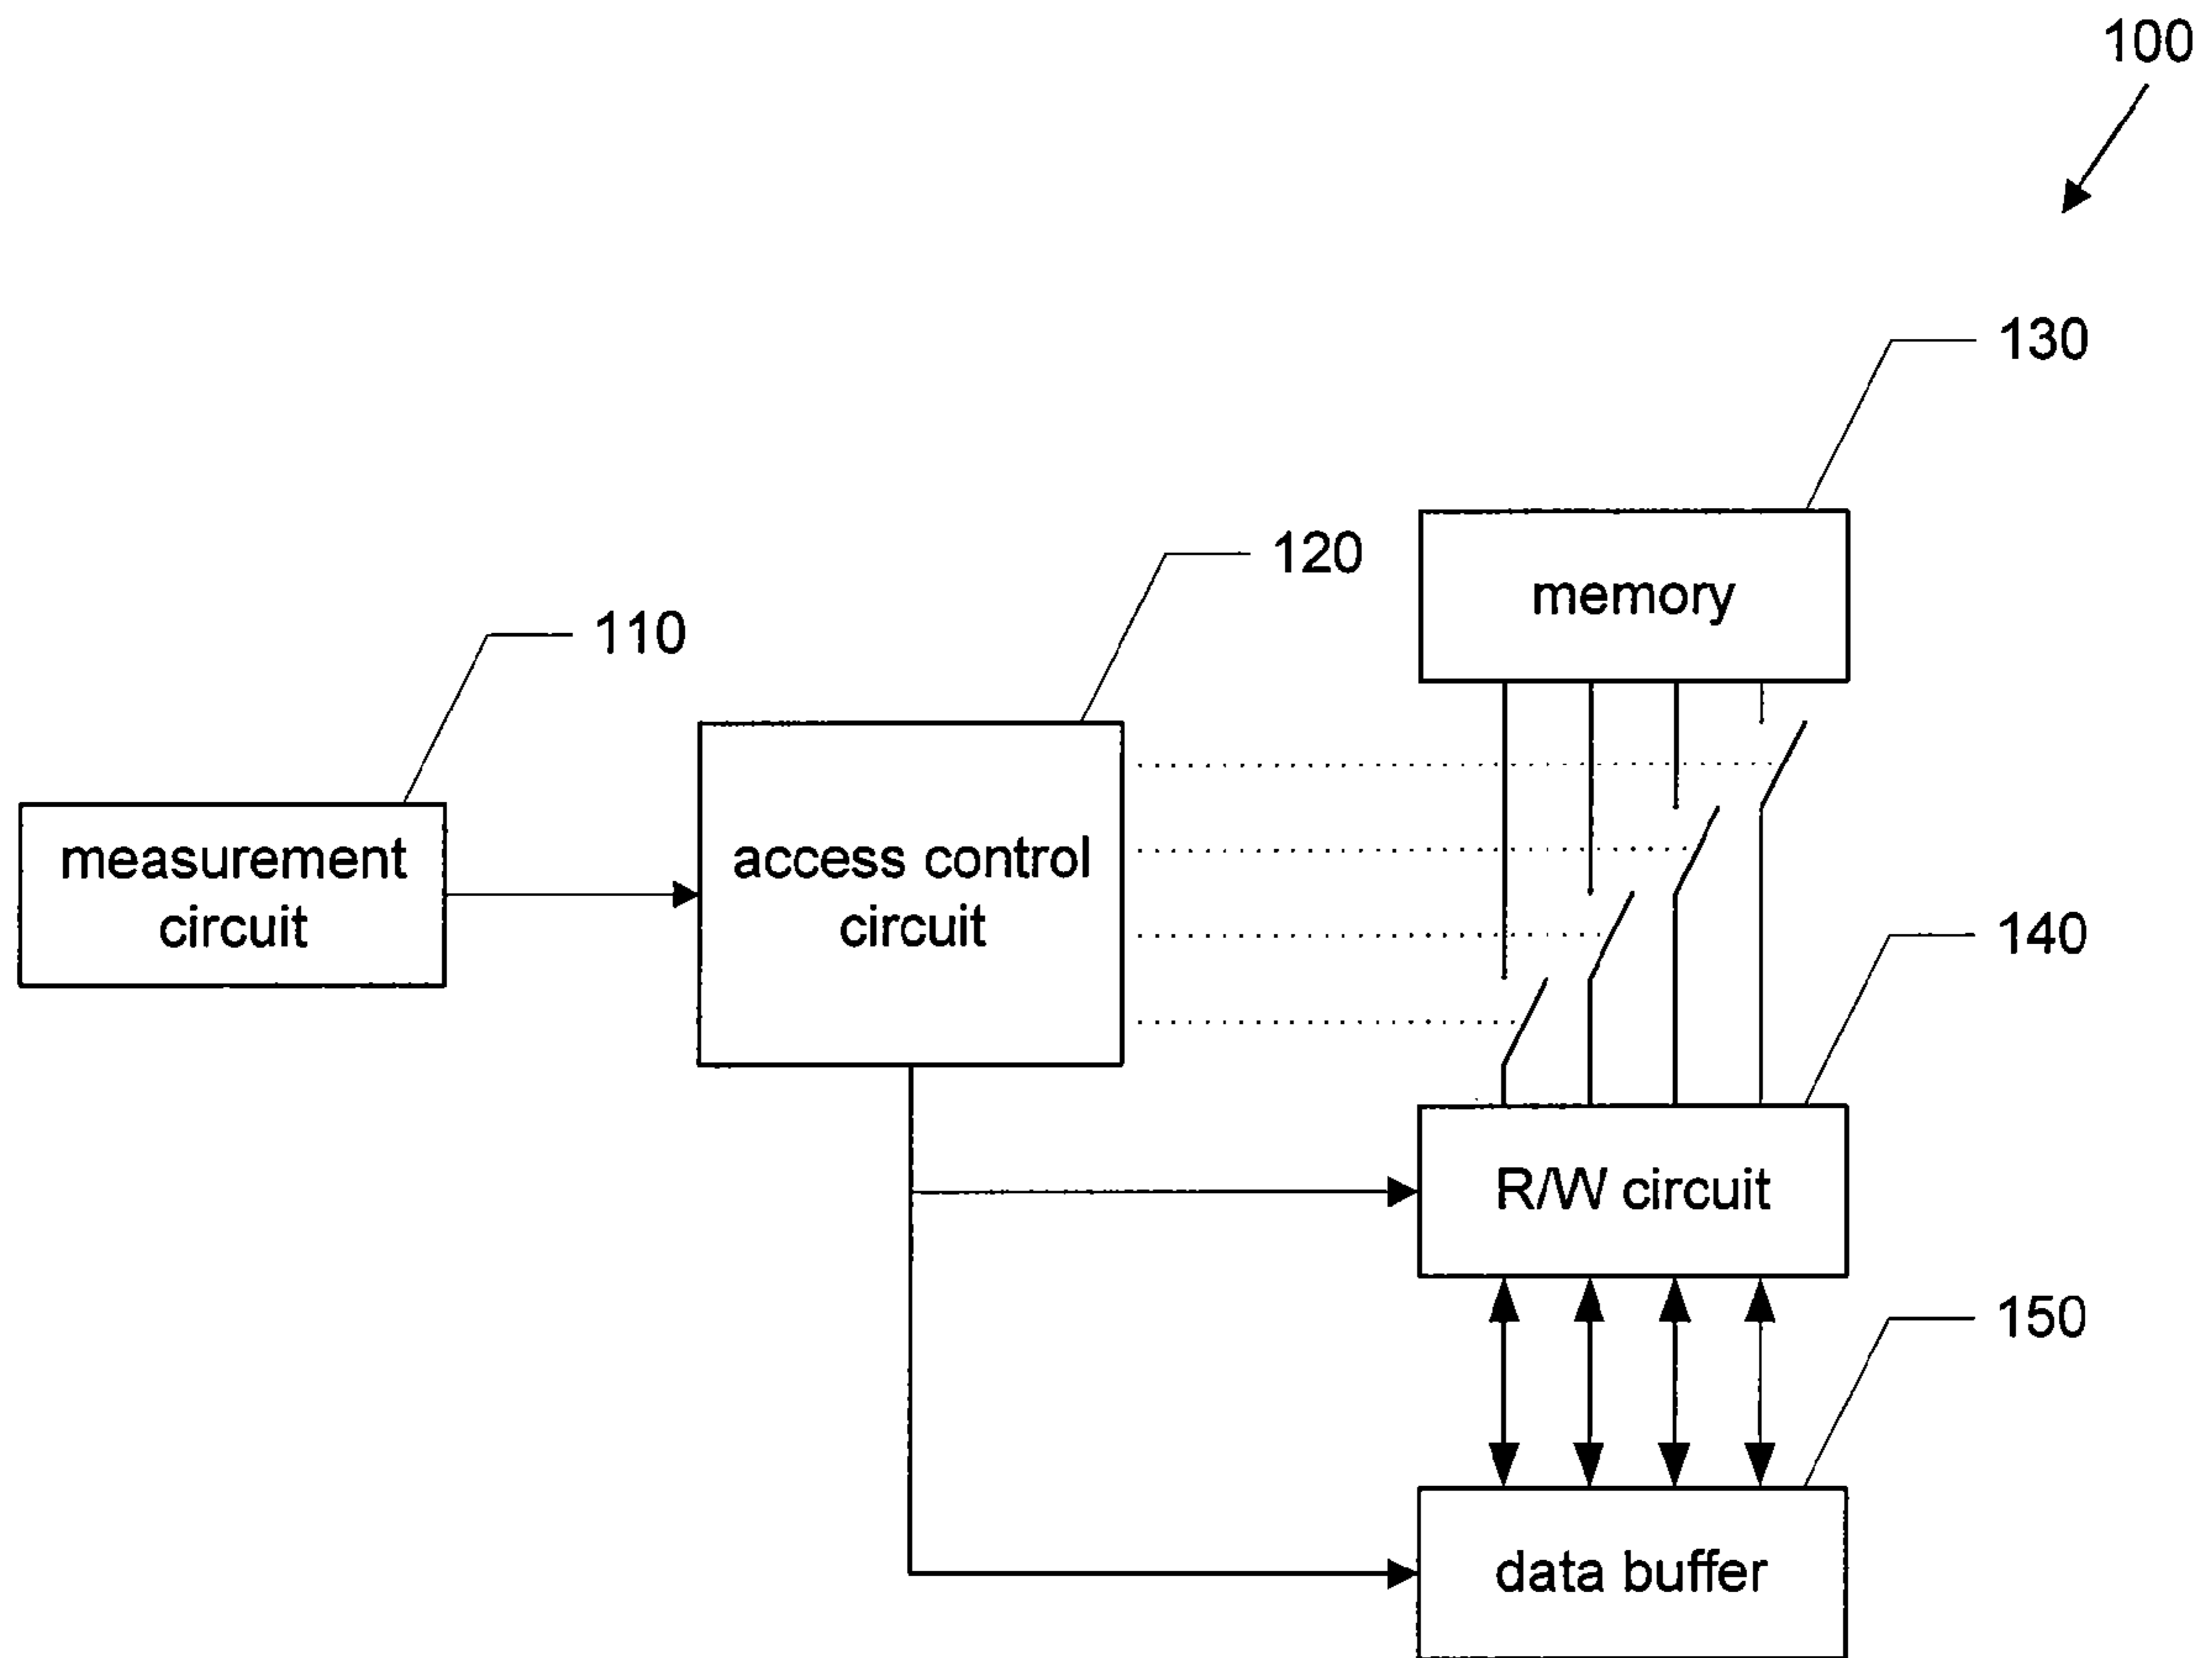 100
130
120
memory
110
measurement
circuit
access control
circuit
140
R/W circuit
150
data buffer